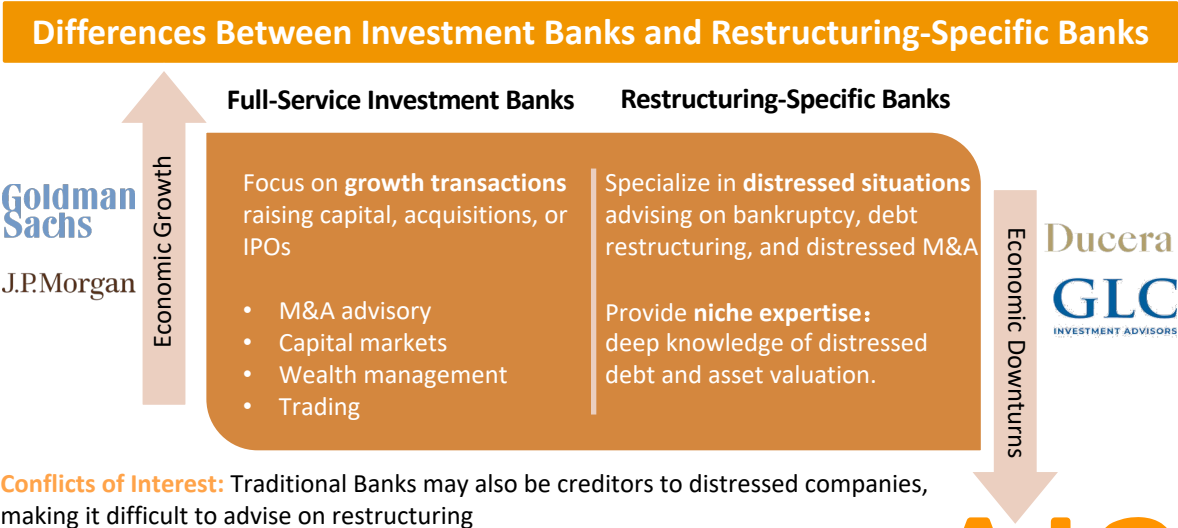 Differences Between Investment Banks and Restructuring-Specific Banks
Full-Service Investment Banks
Restructuring-Specific Banks
Economic Growth
Goldman
Sachs
J.P.Morgan
Focus on growth transactions
raising capital, acquisitions, or
IPOs
• M&A advisory
• Capital markets
• Wealth management
• Trading
Specialize in distressed situations
advising on bankruptcy, debt
restructuring, and distressed M&A
Provide niche expertise：
deep knowledge of distressed
debt and asset valuation.
Economic Downturns
Ducera
GLC
INVESTMENT ADVISORS
Conflicts of Interest: Traditional Banks may also be creditors to distressed companies,
making it difficult to advise on restructuring